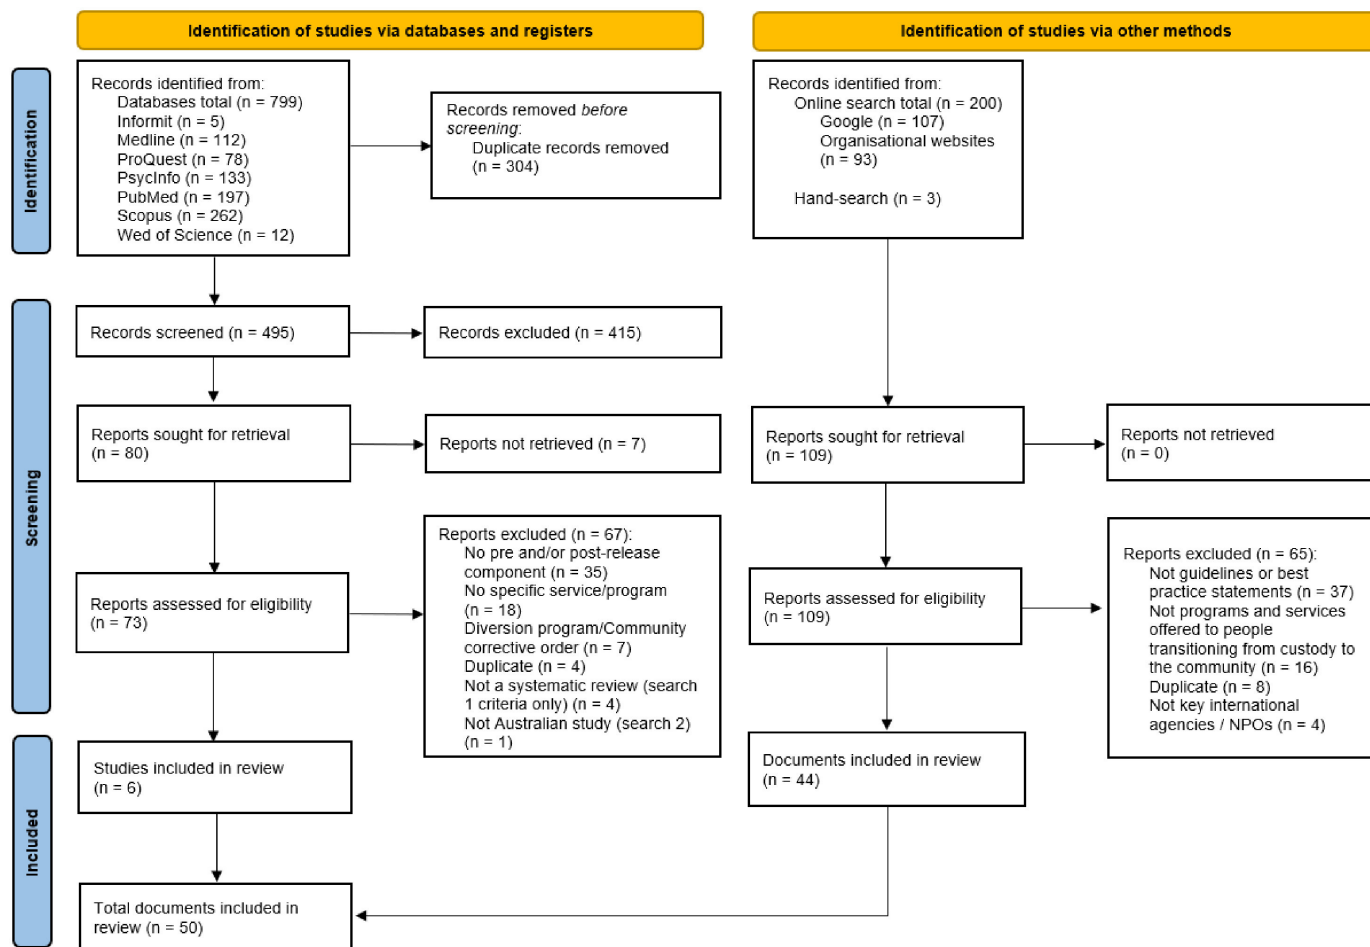 Identification of studies via databases and registers
Identification of studies via other methods
Identification
Records identified from:
Databases total (n = 799)
Informit (n = 5)
Medline (n = 112)
ProQuest (n = 78)
PsycInfo (n = 133)
PubMed (n = 197)
Scopus (n = 262)
Wed of Science (n = 12)
Records removed before
screening:
Duplicate records removed
(n = 304)
Records identified from:
Online search total (n = 200)
Google (n = 107)
Organisational websites
(n = 93)
Hand-search (n = 3)
Screening
Records screened (n = 495)
Records excluded (n = 415)
Reports sought for retrieval
(n = 80)
Reports not retrieved (n = 7)
Reports sought for retrieval
(n = 109)
Reports not retrieved
(n = 0)
Reports assessed for eligibility
(n = 73)
Reports excluded (n = 67):
No pre and/or post-release
component (n = 35)
No specific service/program
(n = 18)
Diversion program/Community
corrective order (n = 7)
Duplicate (n = 4)
Not a systematic review (search
1 criteria only) (n = 4)
Not Australian study (search 2)
(n = 1)
Reports assessed for eligibility
(n = 109)
Reports excluded (n = 65):
Not guidelines or best
practice statements (n = 37)
Not programs and services
offered to people
transitioning from custody to
the community (n = 16)
Duplicate (n = 8)
Not key international
agencies / NPOs (n = 4)
Included
Studies included in review
(n = 6)
Documents included in review
(n = 44)
Total documents included in
review (n = 50)